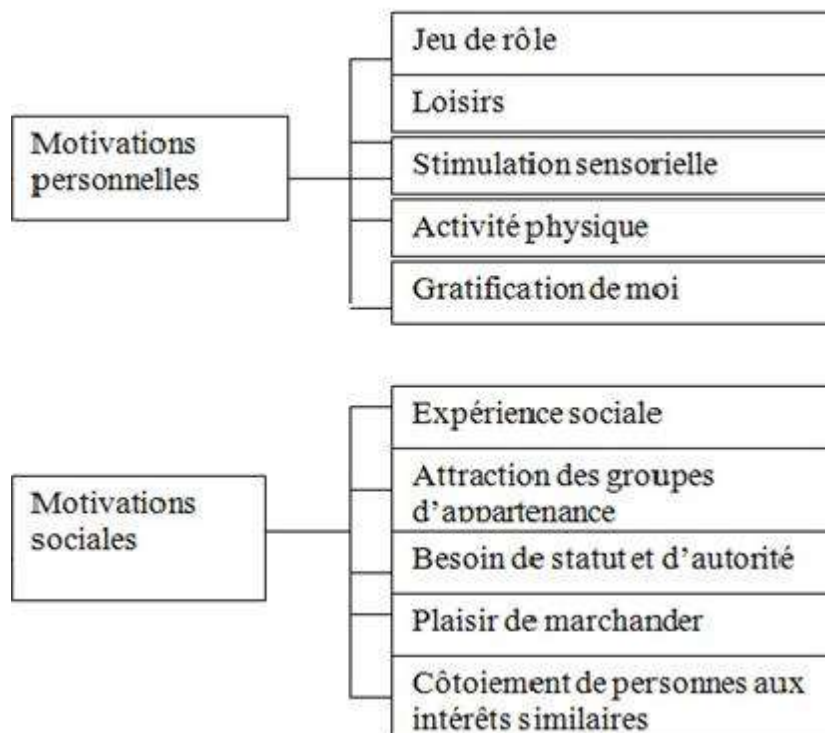 Motivations
personnelles
Jeu de rôle
Loisirs
Stimulation sensorielle
Activité physique
Gratification de moi
Motivations
sociales
Expérience sociale
Attraction des groupes
d'appartenance
Besoin de statut et d'autorité
Plaisir de marchander
Côtoiement de personnes aux
intérêts similaires